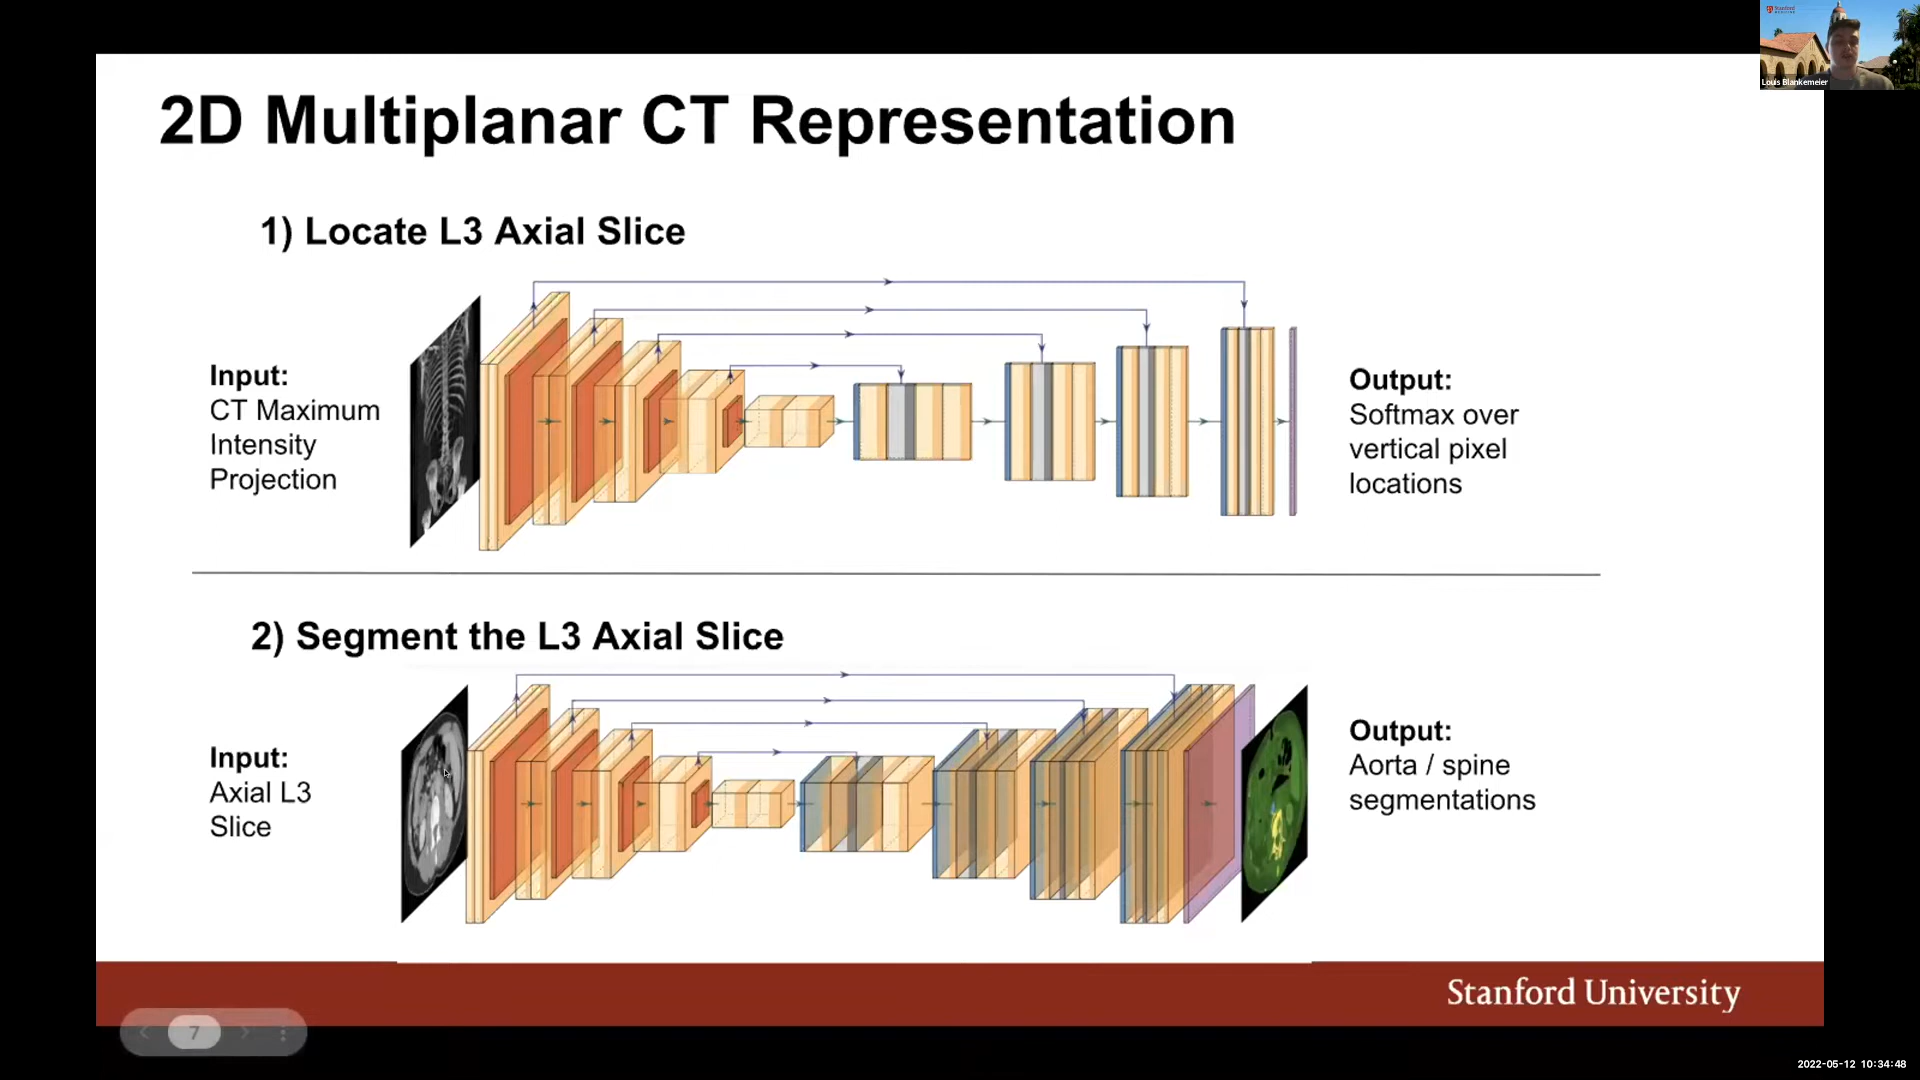 Stanford
Louis Blankemeier
2D Multiplanar CT Representation
1) Locate L3 Axial Slice
Input:
CT Maximum
Intensity
Projection
Output:
Softmax over
vertical pixel
locations
2) Segment the L3 Axial Slice
Input:
Axial L3
Slice
Output:
Aorta / spine
segmentations
Stanford University
7
2022-05-12 10:34:48